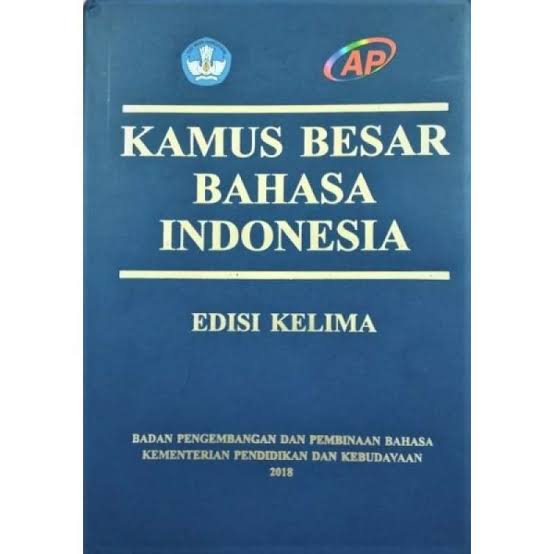 AP
KAMUS BESAR
BAHASA
INDONESIA
EDISI KELIMA
BADAN PENGEMBANGAN DAN PEMBINAAN BAHASA
KEMENTERIAN PENDIDIKAN DAN KEBUDAYAAN
2018